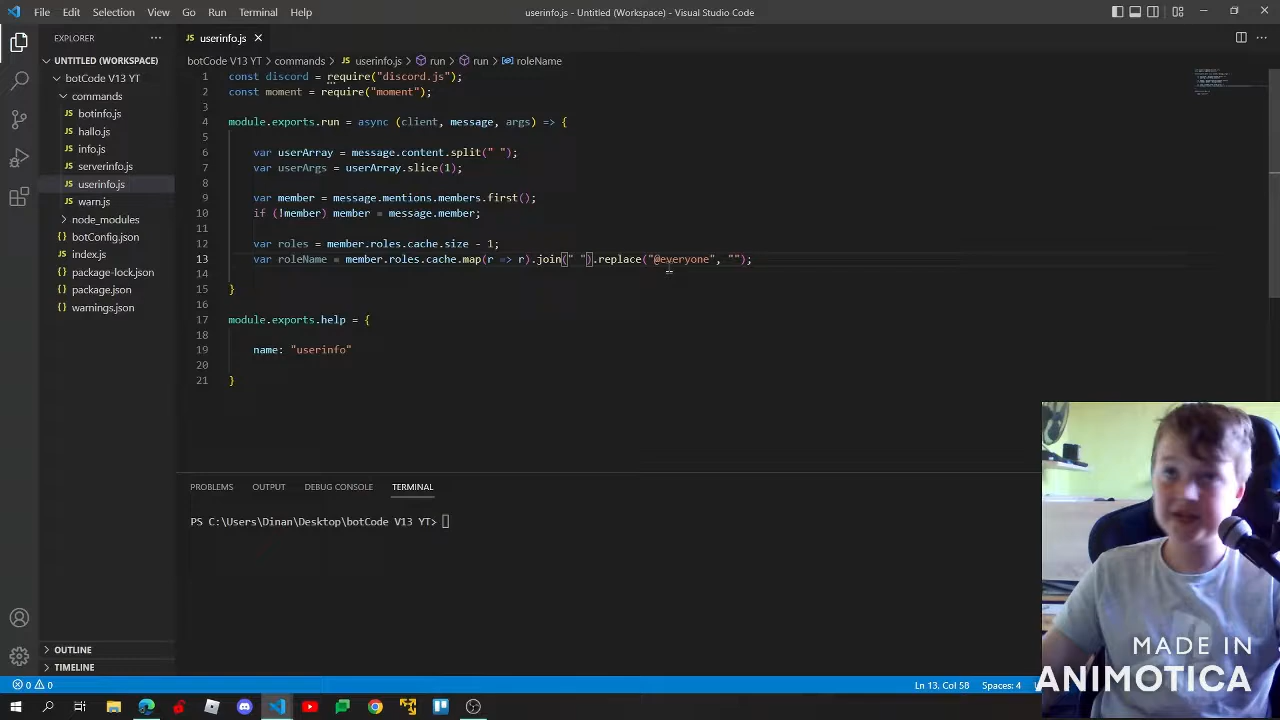 File Edit Selection View Go Run Terminal Help
userinfo.js - Untitled (Workspace) - Visual Studio Code
EXPLORER
userinfo.js
UNTITLED (WORKSPACE)
botCode V13 YT
commands
botinfo.js
hallo.js
info.js
serverinfo.js
userinfo.js
warn.js
node_modules
botConfig.json
index.js
package-lock.json
package.json
warnings.json
OUTLINE
TIMELINE
botCode V13 YT > commands > userinfo.js > run > run > roleName
1 const discord = require("discord.js");
2 const moment = require("moment");
3
4 module.exports.run = async (client, message, args) => {
5
6 var userArray = message.content.split(" ");
7 var userArgs = userArray.slice(1);
8
9 var member = message.mentions.members.first();
10 if (!member) member = message.member;
11
12 var roles = member.roles.cache.size - 1;
13 var roleName = member.roles.cache.map(r => r).join(" ").replace("@everyone", "");
14
15 }
16
17 module.exports.help = {
18
19 name: "userinfo"
20
21 }
PROBLEMS OUTPUT DEBUG CONSOLE TERMINAL
PS C:\Users\Dinan\Desktop\botCode V13 YT>
MADE IN
ANIMOTICA
0 0
Ln 13, Col 58 Spaces: 4